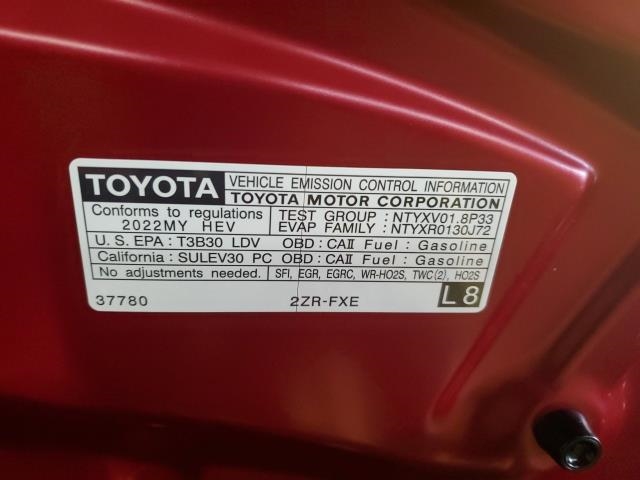 TOYOTA VEHICLE EMISSION CONTROL INFORMATION
TOYOTA MOTOR CORPORATION
Conforms to regulations
2022MY HEV
TEST GROUP : NTYXV01.8P33
EVAP FAMILY : NTYXR0130J72
U. S. EPA : T3B30 LDV OBD : CAII Fuel : Gasoline
California : SULEV30 PC OBD : CAII Fuel : Gasoline
No adjustments needed. SFI, EGR, EGRC, WR-HO2S, TWC(2), HO2S
37780 2ZR-FXE L 8